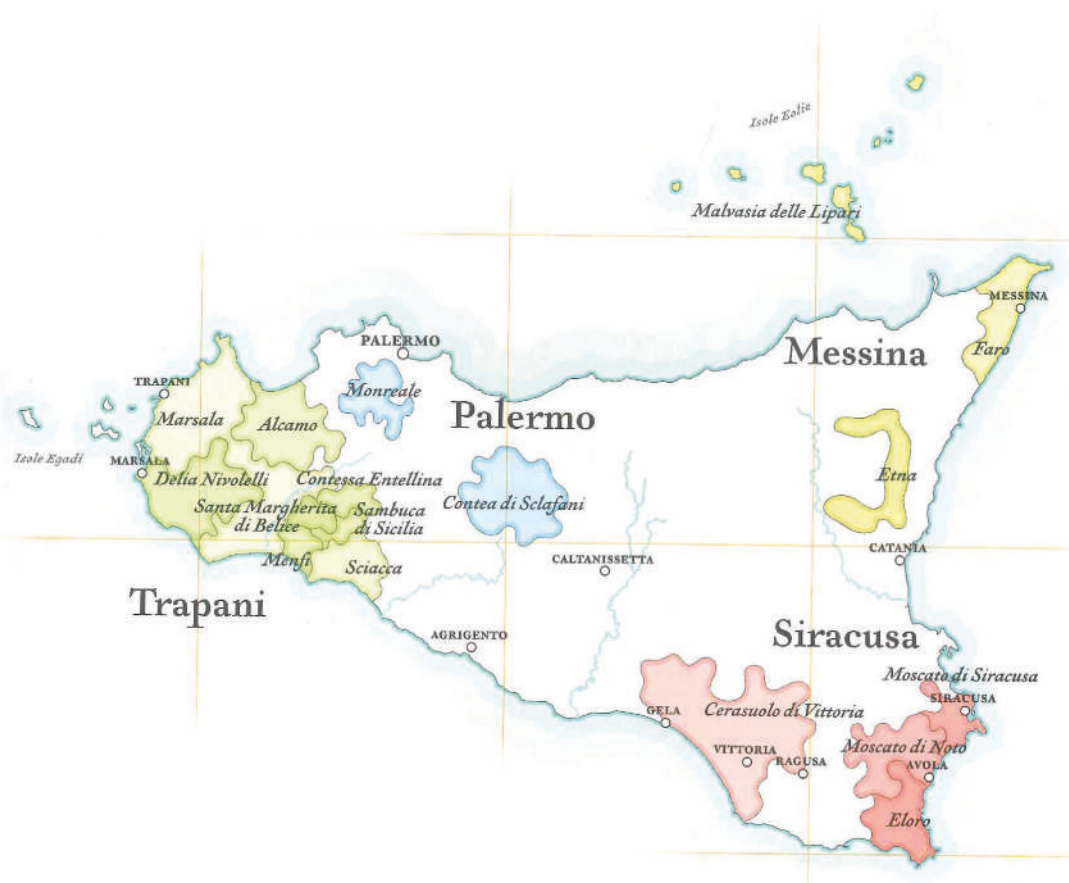 Isole Eolie
Malvasia delle Lipari
MESSINA
Faro
Messina
PALERMO
Monreale
Palermo
TRAPANI
Marsala
Alcamo
Isole Egadi
MARSALA
Delia Nivolelli
Contessa Entellina
Santa Margherita
di Belice
Sambuca
di Sicilia
Menfi
Sciacca
Contea di Sclafani
Etna
CATANIA
CALTANISSETTA
Trapani
AGRIGENTO
Siracusa
Moscato di Siracusa
SIRACUSA
GELA
Cerasuolo di Vittoria
VITTORIA
RAGUSA
Moscato di Noto
AVOLA
Eloro